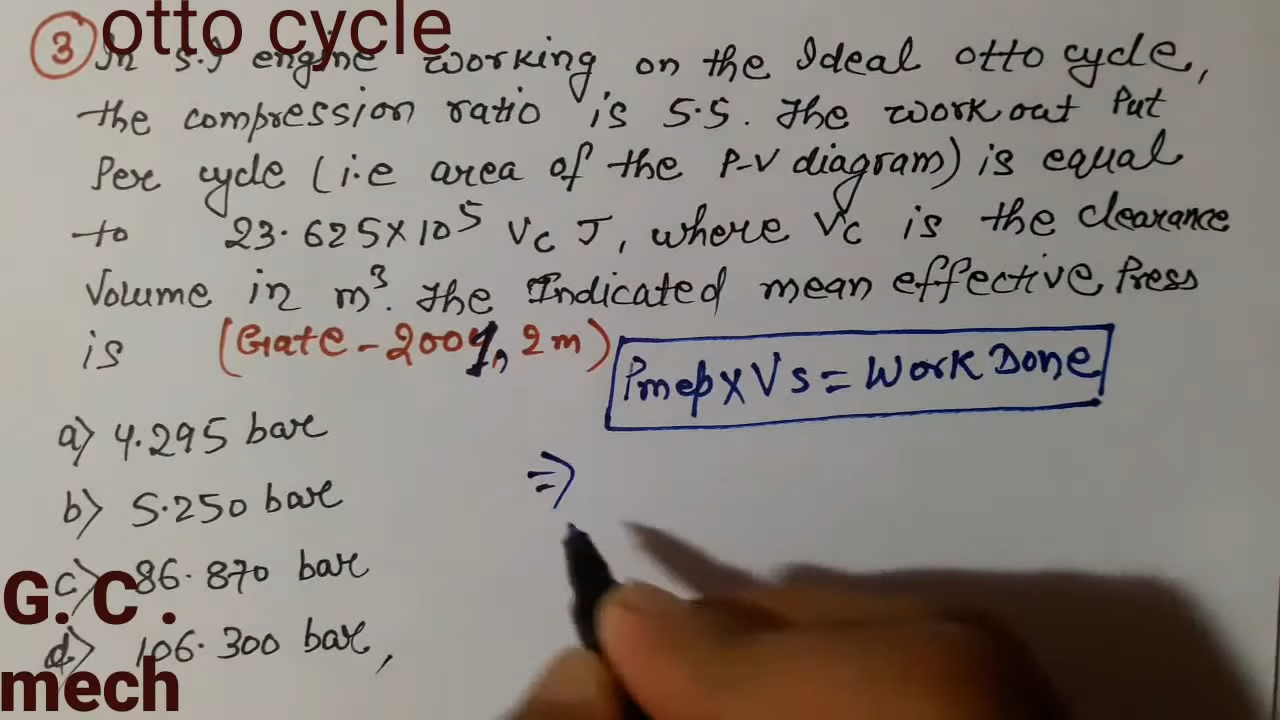 otto cycle
3 In S.I engine working on the Ideal otto cycle,
the compression ratio is 5.5. The work out Put
Per cycle (i.e area of the P-V diagram) is equal
to 23.625×10⁵ Vc J, where Vc is the clearance
Volume in m³. The Indicated mean effective Press
is (Gate-2001, 2m)
Pmep × Vs = Work Done
a) 4.295 bar
b) 5.250 bar
⇒
c) 86.870 bar
G. C .
d) 106.300 bar,
mech